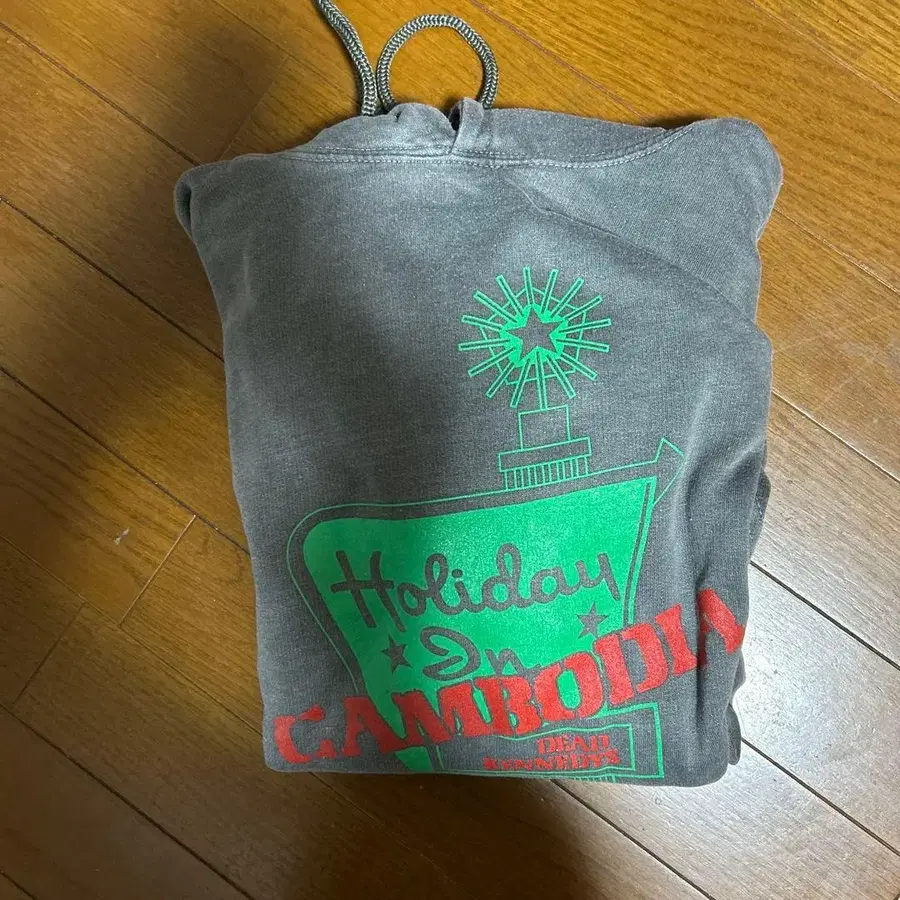 Holiday
In
CAMBODIA
DEAD
KENNEDYS